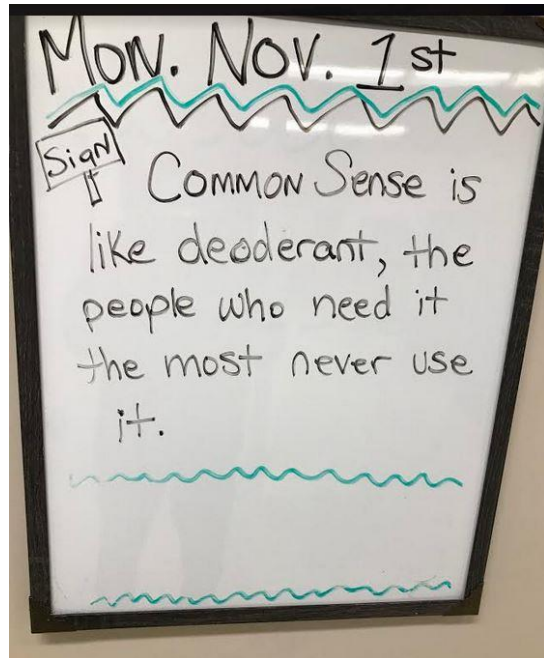 Mon. Nov. 1st
Sign
Common Sense is
like deoderant, the
people who need it
the most never use
it.